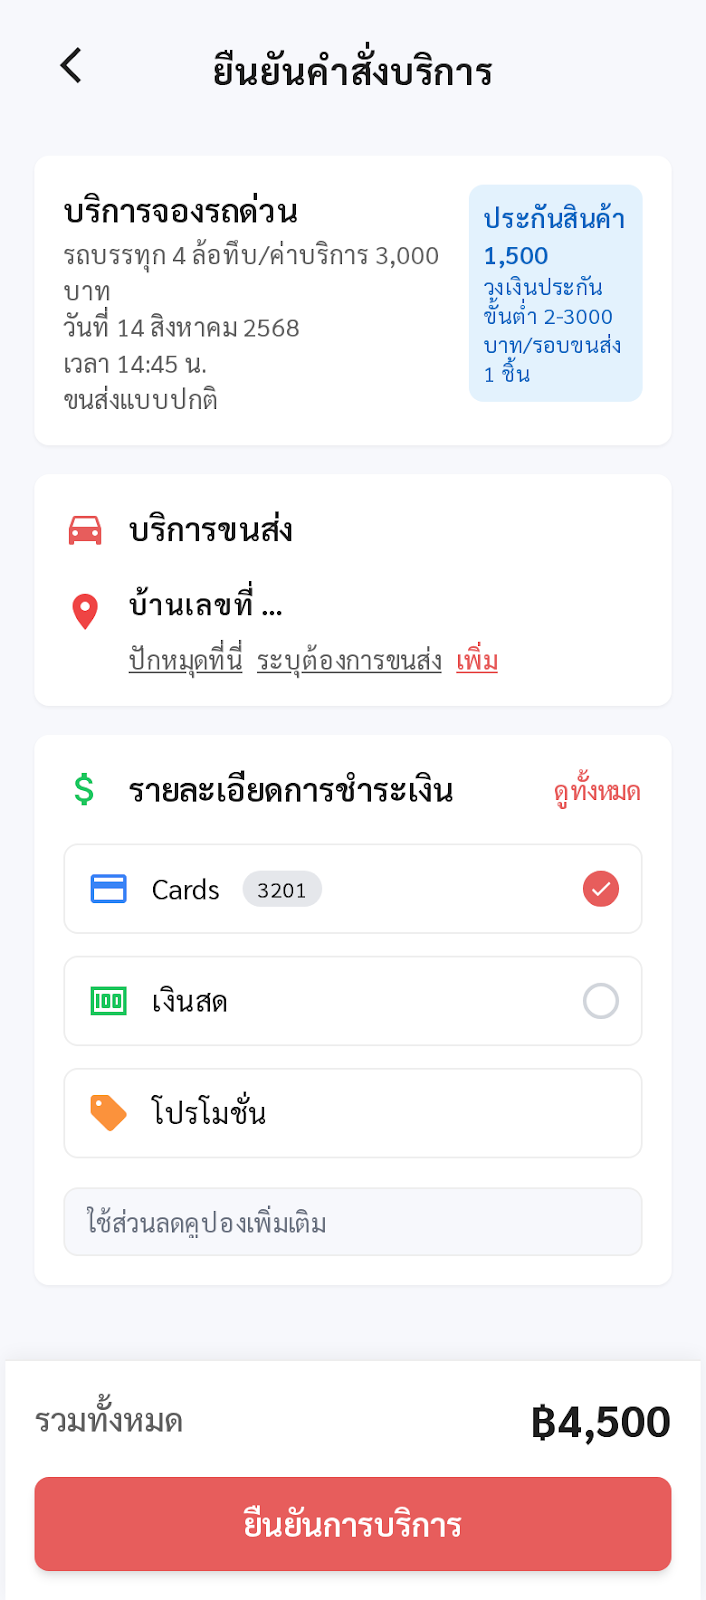 ยืนยันคำสั่งบริการ
บริการจองรถด่วน
รถบรรทุก 4 ล้อทึบ/ค่าบริการ 3,000
บาท
วันที่ 14 สิงหาคม 2568
เวลา 14:45 น.
ขนส่งแบบปกติ
ประกันสินค้า
1,500
วงเงินประกัน
ขั้นต่ำ 2-3000
บาท/รอบขนส่ง
1 ชิ้น
บริการขนส่ง
บ้านเลขที่ ...
ปักหมุดที่นี่ ระบุต้องการขนส่ง เพิ่ม
รายละเอียดการชำระเงิน ดูทั้งหมด
Cards 3201
เงินสด
โปรโมชั่น
ใช้ส่วนลดคูปองเพิ่มเติม
รวมทั้งหมด ฿4,500
ยืนยันการบริการ